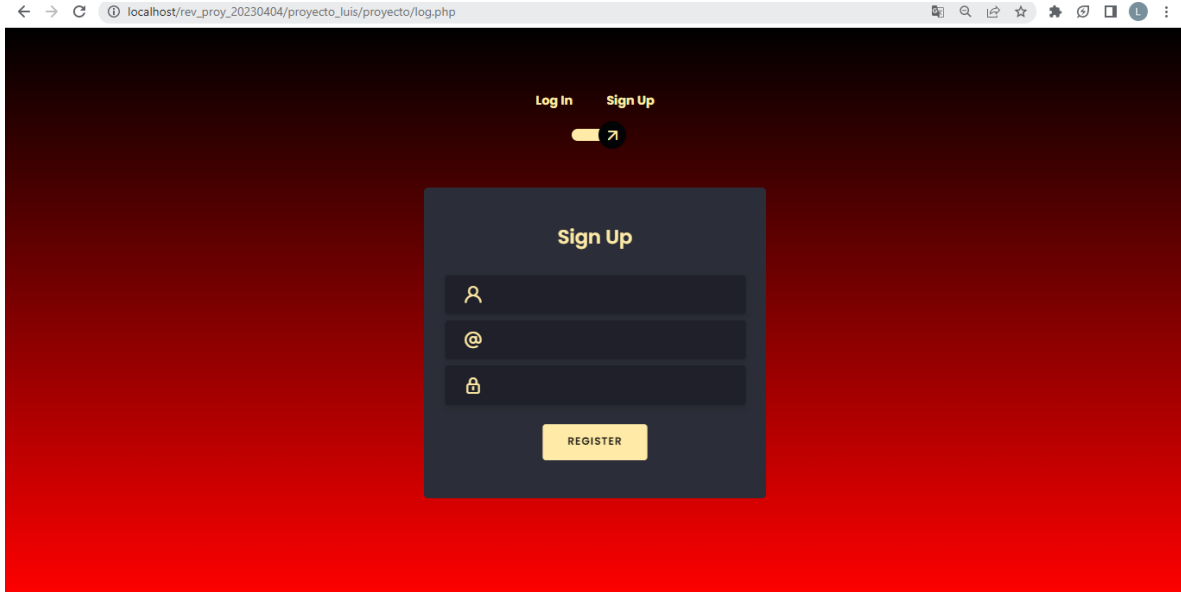 localhost/rev_proy_20230404/proyecto_luis/proyecto/log.php
L
Log In Sign Up
Sign Up
@
REGISTER